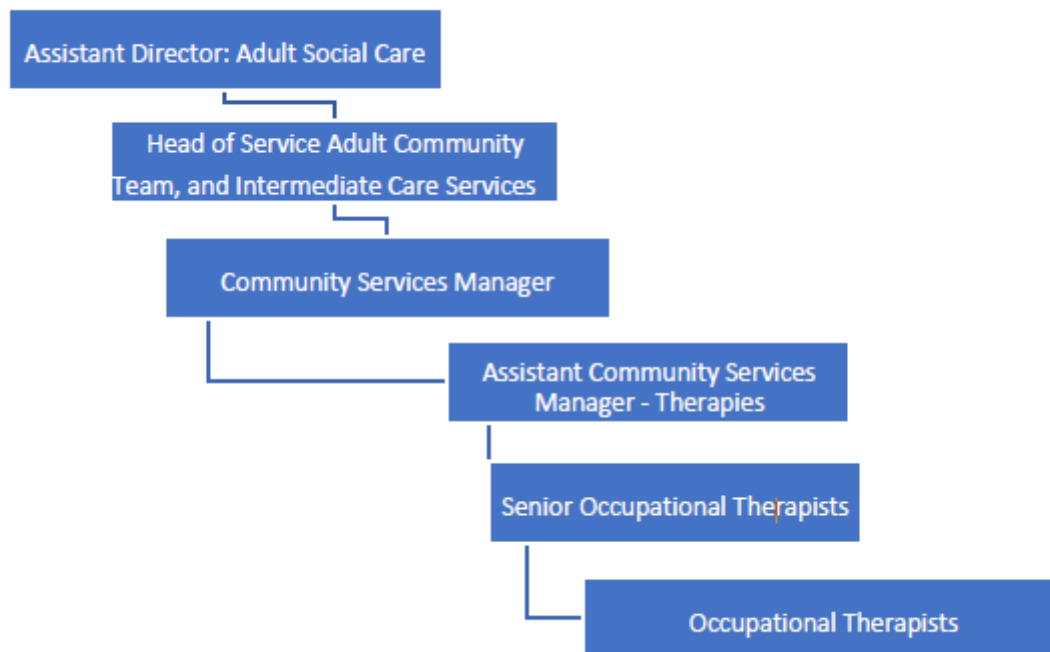 Assistant Director: Adult Social Care
Head of Service Adult Community
Team, and Intermediate Care Services
Community Services Manager
Assistant Community Services
Manager - Therapies
Senior Occupational Therapists
Occupational Therapists